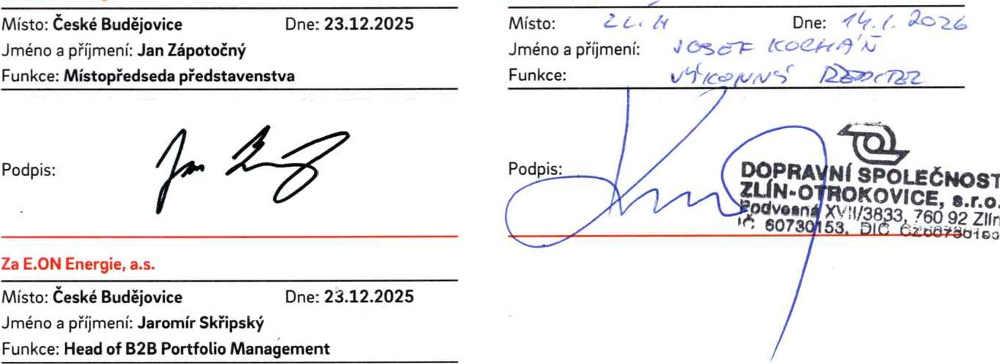 Místo: České Budějovice Dne: 23.12.2025
Jméno a příjmení: Jan Zápotočný
Funkce: Místopředseda představenstva
Podpis:
Za E.ON Energie, a.s.
Místo: České Budějovice Dne: 23.12.2025
Jméno a příjmení: Jaromír Skřipský
Funkce: Head of B2B Portfolio Management
Místo: Dne: 14.1.2026
Jméno a příjmení: JOSEF KOCHÁŇ
Funkce: VÝKONNÝ ŘEDITEL
Podpis:
DOPRAVNÍ SPOLEČNOST
ZLÍN-OTROKOVICE, s.r.o.
Podvesná XVII/3833, 760 92 Zlín
IČ 60730153, DIČ CZ60730153